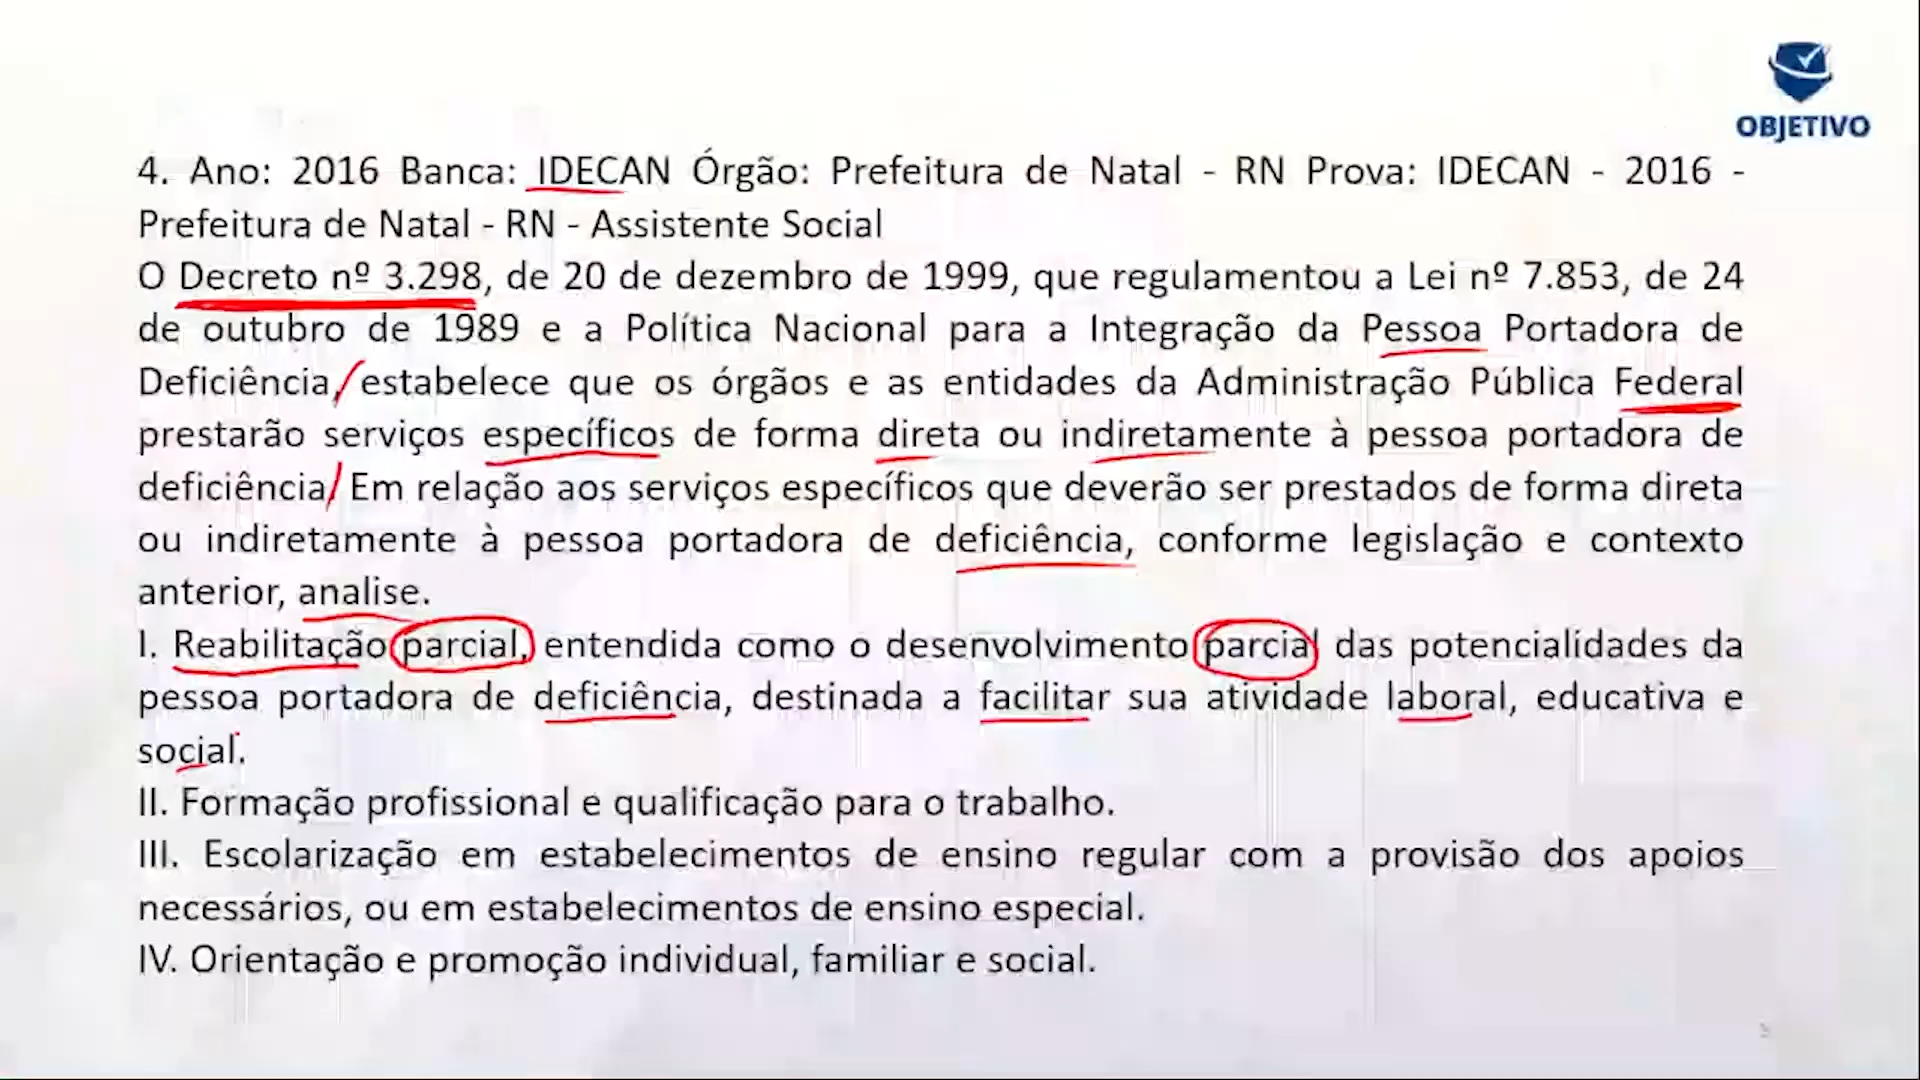 OBJETIVO
4. Ano: 2016 Banca: IDECAN Órgão: Prefeitura de Natal - RN Prova: IDECAN - 2016 -
Prefeitura de Natal - RN - Assistente Social
O Decreto nº 3.298, de 20 de dezembro de 1999, que regulamentou a Lei nº 7.853, de 24
de outubro de 1989 e a Política Nacional para a Integração da Pessoa Portadora de
Deficiência, estabelece que os órgãos e as entidades da Administração Pública Federal
prestarão serviços específicos de forma direta ou indiretamente à pessoa portadora de
deficiência. Em relação aos serviços específicos que deverão ser prestados de forma direta
ou indiretamente à pessoa portadora de deficiência, conforme legislação e contexto
anterior, analise.
I. Reabilitação parcial, entendida como o desenvolvimento parcial das potencialidades da
pessoa portadora de deficiência, destinada a facilitar sua atividade laboral, educativa e
social.
II. Formação profissional e qualificação para o trabalho.
III. Escolarização em estabelecimentos de ensino regular com a provisão dos apoios
necessários, ou em estabelecimentos de ensino especial.
IV. Orientação e promoção individual, familiar e social.